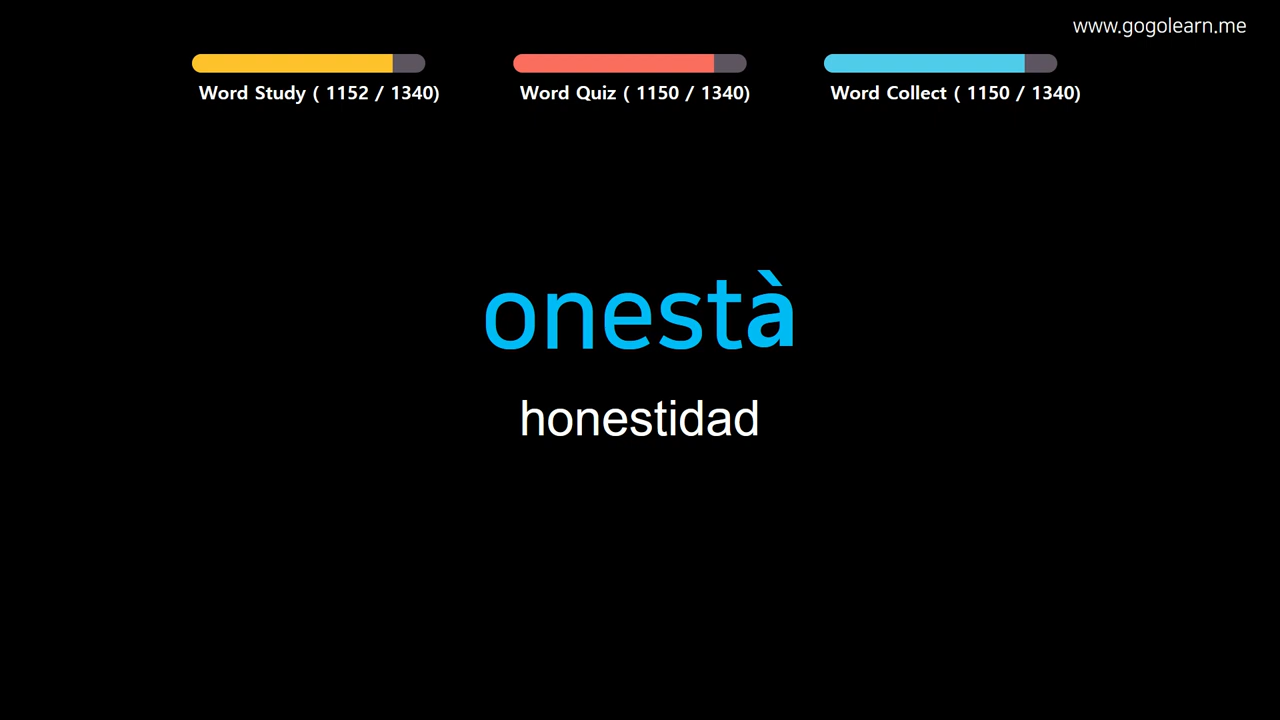 www.gogolearn.me
Word Study ( 1152 / 1340)
Word Quiz ( 1150 / 1340)
Word Collect ( 1150 / 1340)
onestà
honestidad